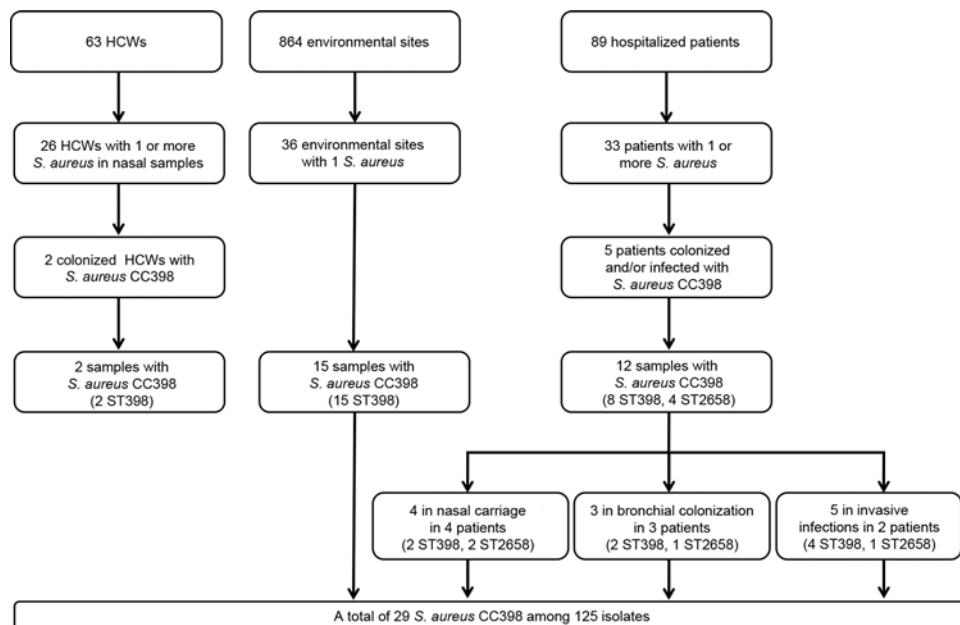 63 HCWs
864 environmental sites
89 hospitalized patients
26 HCWs with 1 or more
S. aureus in nasal samples
36 environmental sites
with 1 S. aureus
33 patients with 1 or
more S. aureus
2 colonized HCWs with
S. aureus CC398
5 patients colonized
and/or infected with
S. aureus CC398
2 samples with
S. aureus CC398
(2 ST398)
15 samples with
S. aureus CC398
(15 ST398)
12 samples with
S. aureus CC398
(8 ST398, 4 ST2658)
4 in nasal carriage
in 4 patients
(2 ST398, 2 ST2658)
3 in bronchial colonization
in 3 patients
(2 ST398, 1 ST2658)
5 in invasive
infections in 2 patients
(4 ST398, 1 ST2658)
A total of 29 S. aureus CC398 among 125 isolates